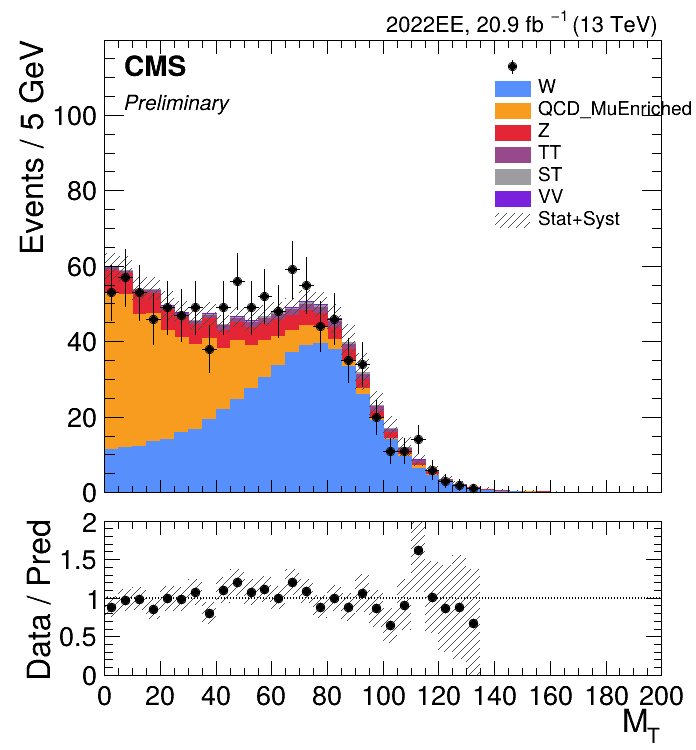 2022EE, 20.9 fb⁻¹ (13 TeV)
CMS
Preliminary
W
QCD_MuEnriched
Z
TT
ST
VV
Stat+Syst
Events / 5 GeV
100
80
60
40
20
0
Data / Pred
2
1.5
1
0.5
0
0 20 40 60 80 100 120 140 160 180 200
M_T